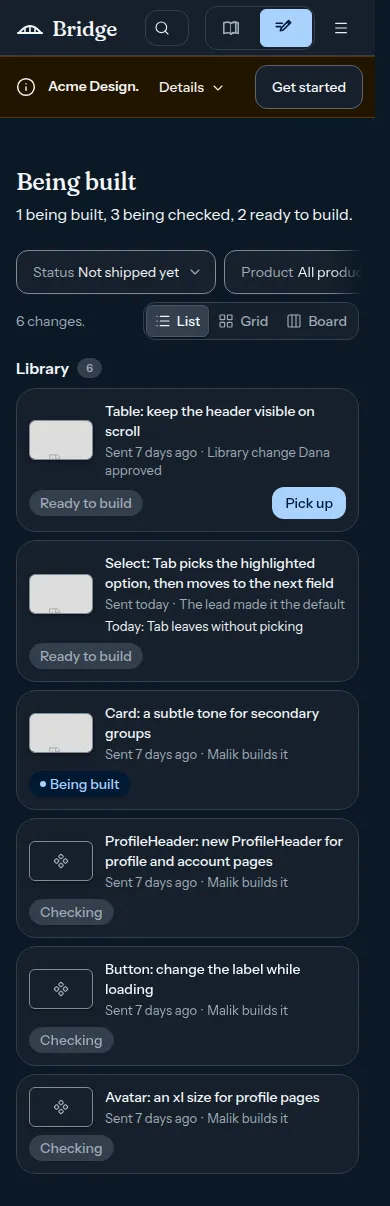 Bridge
Acme Design.
Details
Get started
Being built
1 being built, 3 being checked, 2 ready to build.
Status Not shipped yet
Product All produc
6 changes.
List
Grid
Board
Library 6
Table: keep the header visible on
scroll
Sent 7 days ago · Library change Dana
approved
Ready to build
Pick up
Select: Tab picks the highlighted
option, then moves to the next field
Sent today · The lead made it the default
Today: Tab leaves without picking
Ready to build
Card: a subtle tone for secondary
groups
Sent 7 days ago · Malik builds it
Being built
ProfileHeader: new ProfileHeader for
profile and account pages
Sent 7 days ago · Malik builds it
Checking
Button: change the label while
loading
Sent 7 days ago · Malik builds it
Checking
Avatar: an xl size for profile pages
Sent 7 days ago · Malik builds it
Checking